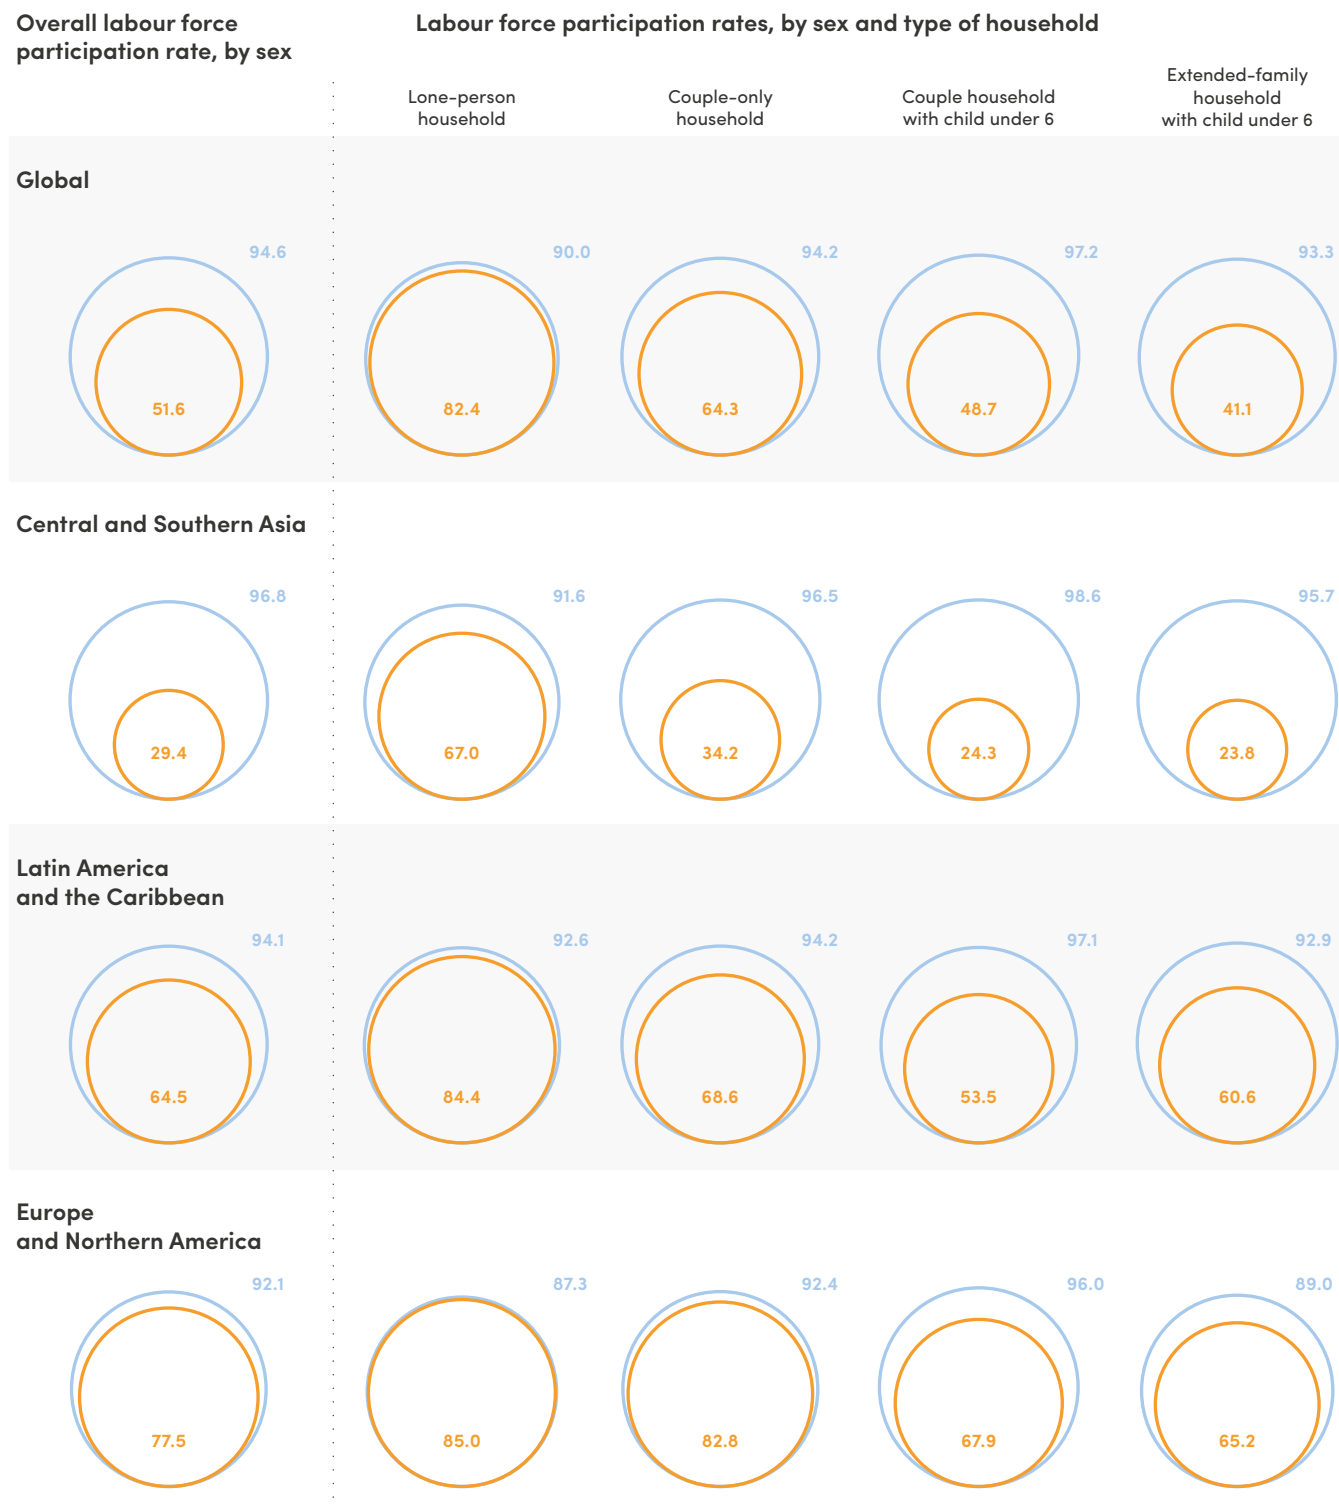 Overall labour force
participation rate, by sex
Labour force participation rates, by sex and type of household
Lone-person
household
Couple-only
household
Couple household
with child under 6
Extended-family
household
with child under 6
Global
94.6
90.0
94.2
97.2
93.3
51.6
82.4
64.3
48.7
41.1
Central and Southern Asia
96.8
91.6
96.5
98.6
95.7
29.4
67.0
34.2
24.3
23.8
Latin America
and the Caribbean
94.1
92.6
94.2
97.1
92.9
64.5
84.4
68.6
53.5
60.6
Europe
and Northern America
92.1
87.3
92.4
96.0
89.0
77.5
85.0
82.8
67.9
65.2